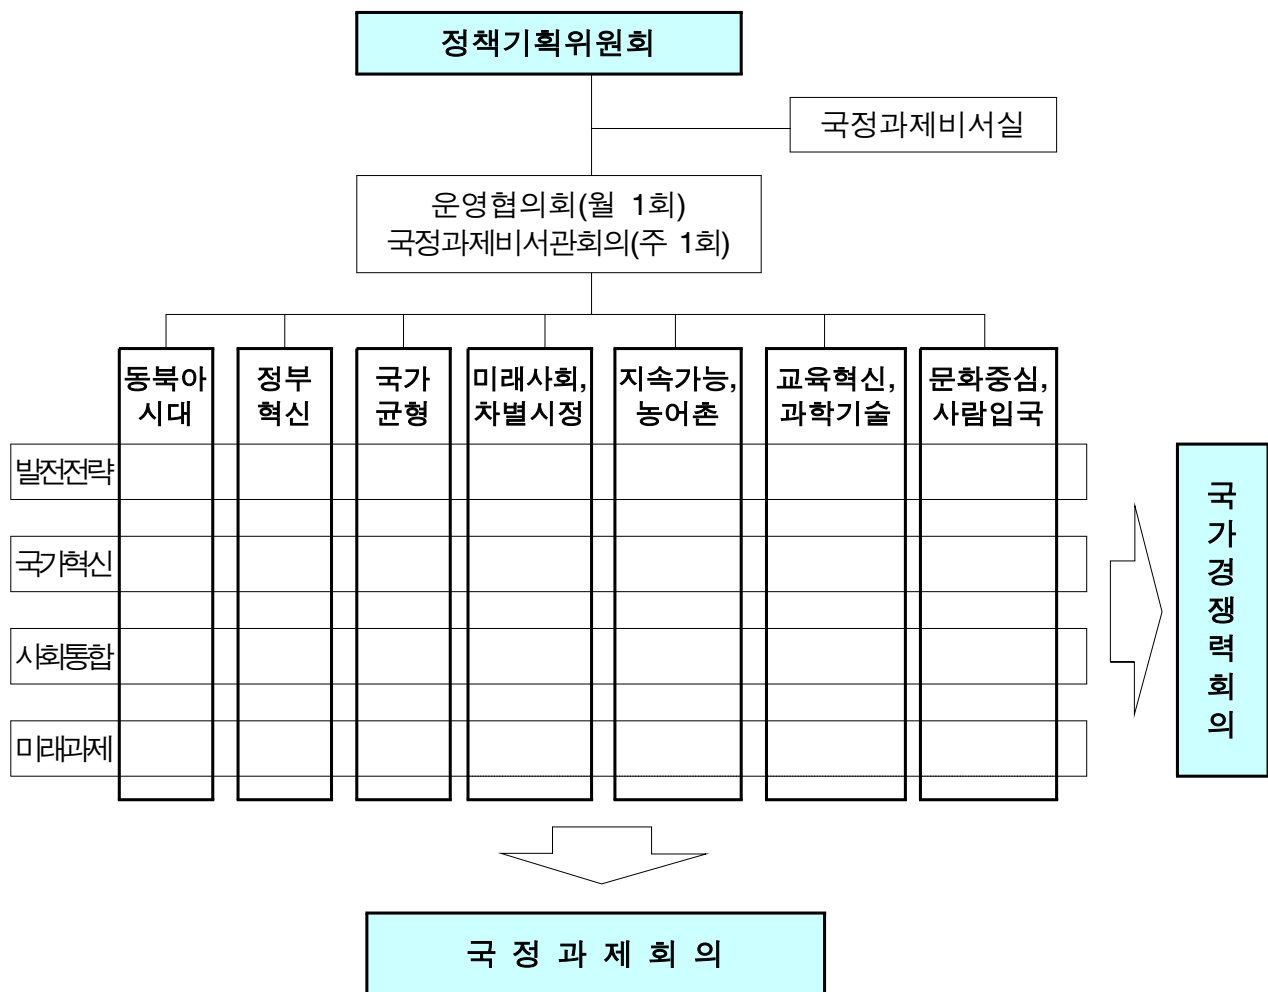 정책기획위원회
국정과제비서실
운영협의회(월 1회)
국정과제비서관회의(주 1회)
동북아
시대
정부
혁신
국가
균형
미래사회,
차별시정
지속가능,
농어촌
교육혁신,
과학기술
문화중심,
사람입국
발전전략
국가혁신
사회통합
미래과제
국
가
경
쟁
력
회
의
국 정 과 제 회 의